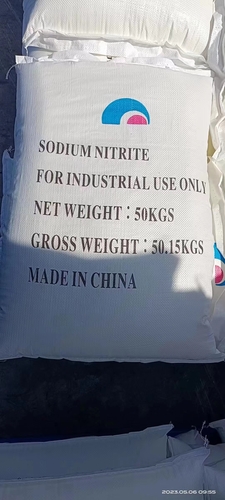 SODIUM NITRITE
FOR INDUSTRIAL USE ONLY
NET WEIGHT：50KGS
GROSS WEIGHT：50.15KGS
MADE IN CHINA
2023.05.06 09:55